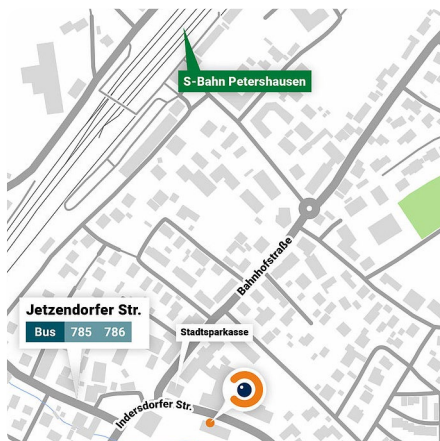 S-Bahn Petershausen
Bahnhofstraße
Jetzendorfer Str.
Bus 785 786
Stadtsparkasse
Indersdorfer Str.